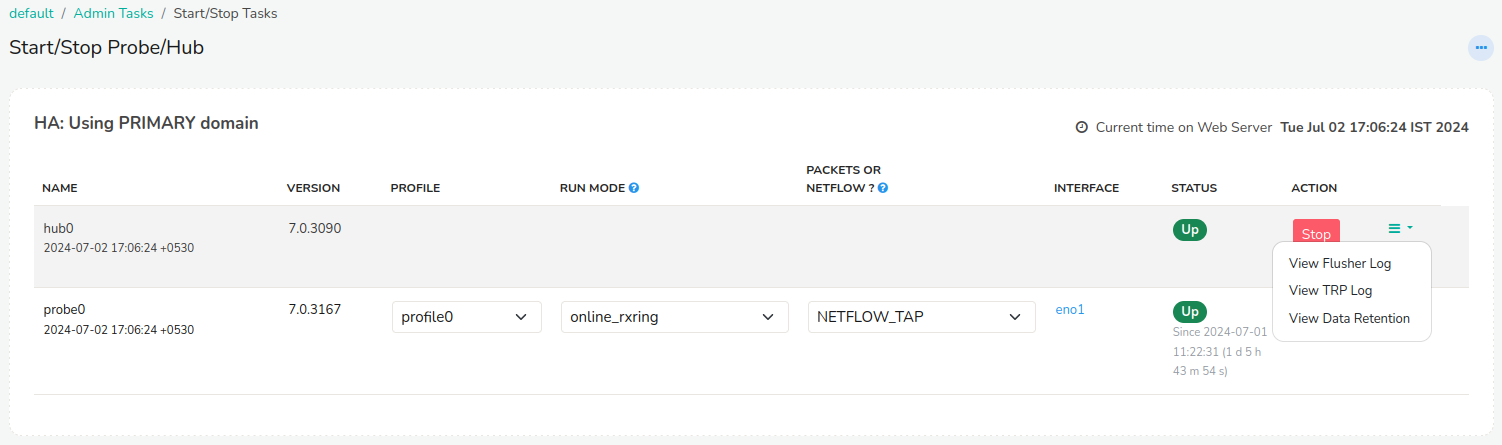 default / Admin Tasks / Start/Stop Tasks
Start/Stop Probe/Hub
HA: Using PRIMARY domain
Current time on Web Server Tue Jul 02 17:06:24 IST 2024
NAME VERSION PROFILE RUN MODE PACKETS OR NETFLOW ? INTERFACE STATUS ACTION
hub0 7.0.3090 Up Stop
2024-07-02 17:06:24 +0530
View Flusher Log
View TRP Log
View Data Retention
probe0 7.0.3167 profile0 online_rxring NETFLOW_TAP eno1 Up
2024-07-02 17:06:24 +0530
Since 2024-07-01
11:22:31 (1 d 5 h
43 m 54 s)